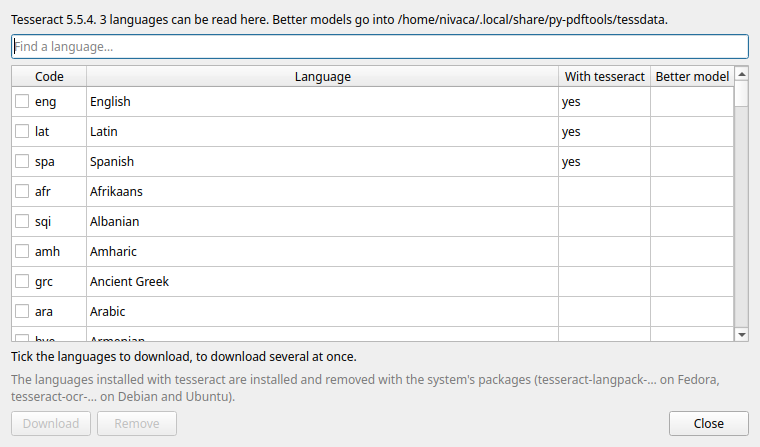 Tesseract 5.5.4. 3 languages can be read here. Better models go into /home/nivaca/.local/share/py-pdftools/tessdata.
Find a language...
Code Language With tesseract Better model
eng English yes
lat Latin yes
spa Spanish yes
afr Afrikaans
sqi Albanian
amh Amharic
grc Ancient Greek
ara Arabic
hye Armenian
Tick the languages to download, to download several at once.
The languages installed with tesseract are installed and removed with the system's packages (tesseract-langpack-... on Fedora,
tesseract-ocr-... on Debian and Ubuntu).
Download Remove Close